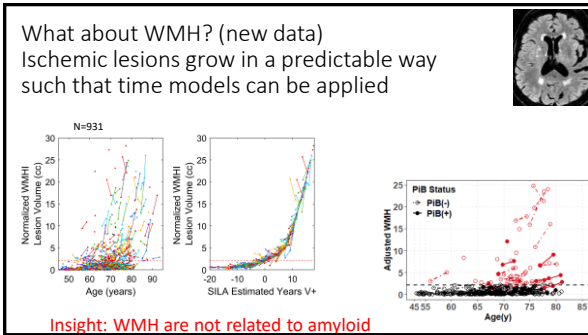 What about WMH? (new data)
Ischemic lesions grow in a predictable way
such that time models can be applied
N=931
Normalized WMHI
Lesion Volume (cc)
30
25
20
15
10
5
0
50 60 70 80 90
Age (years)
Normalized WMHI
Lesion Volume (cc)
30
25
20
15
10
5
0
-20 -10 0 10
SILA Estimated Years V+
PiB Status
PiB(-)
PiB(+)
Adjusted WMH
25
20
15
10
5
0
4555 60 65 70 75 80 85
Age(y)
Insight: WMH are not related to amyloid